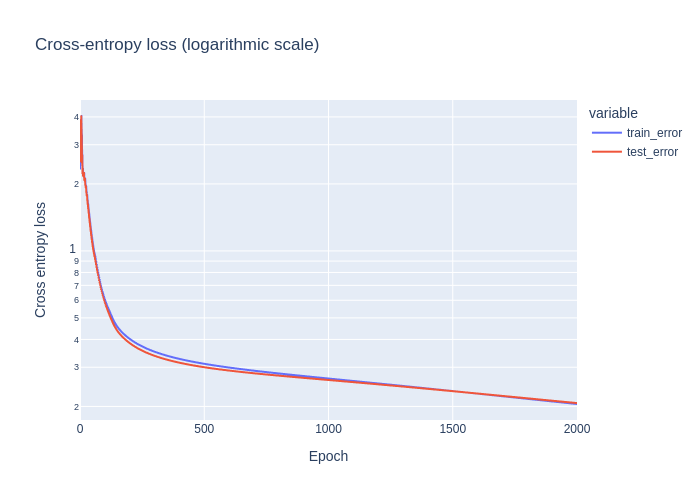 Cross-entropy loss (logarithmic scale)
variable
train_error
test_error
Cross entropy loss
4
3
2
1
9
8
7
6
5
4
3
2
0 500 1000 1500 2000
Epoch